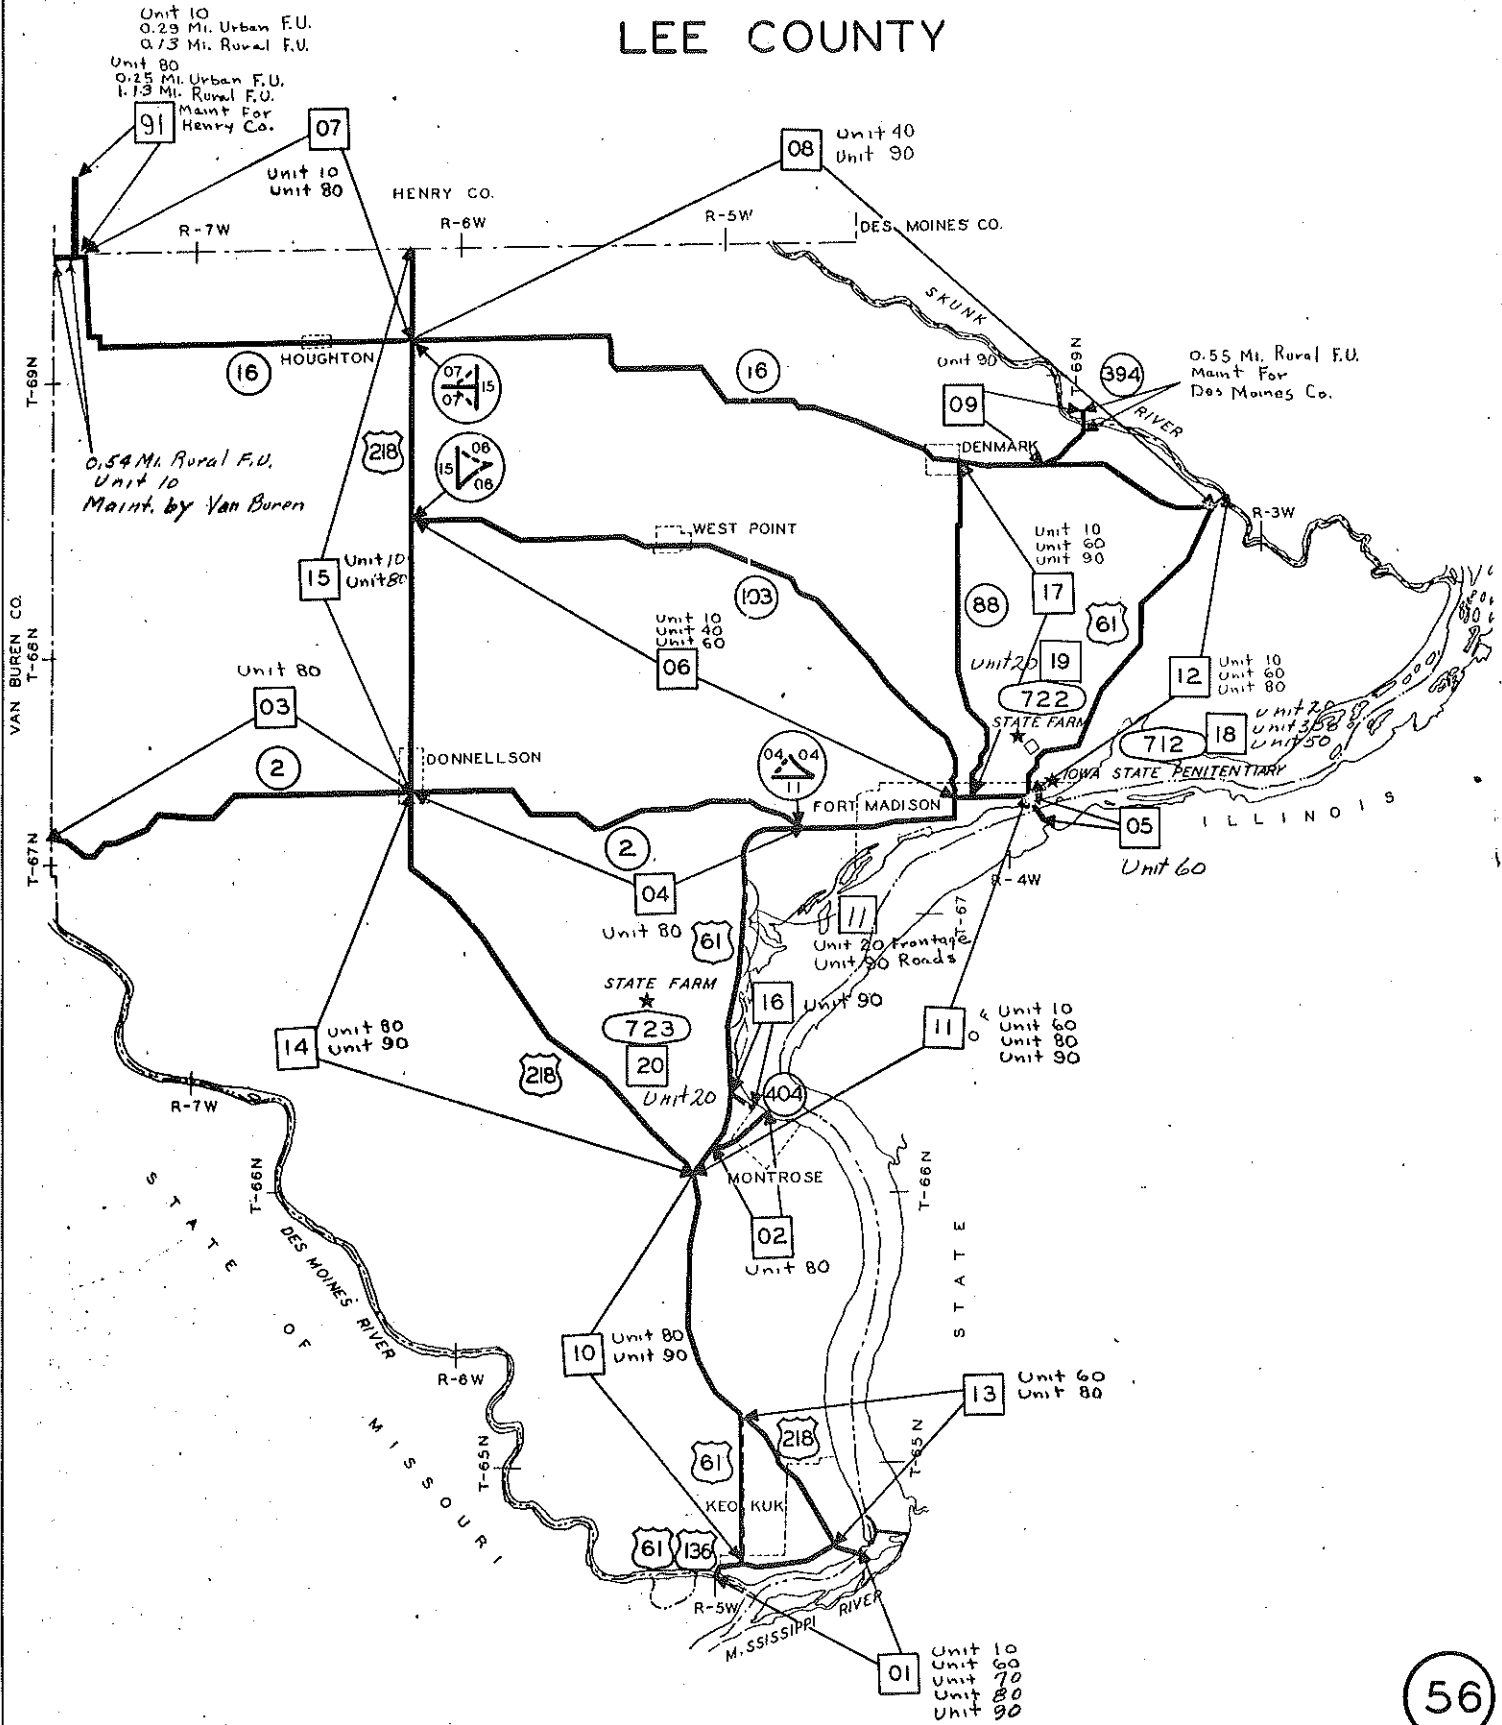 LEE COUNTY
Unit 10
0.29 Mi. Urban F.U.
0.13 Mi. Rural F.U.
Unit 80
0.25 Mi. Urban F.U.
1.13 Mi. Rural F.U.
91
Maint For
Henry Co.
07
Unit 10
Unit 80
08
Unit 40
Unit 90
HENRY CO.
R-7W
R-6W
R-5W
DES MOINES CO.
SKUNK
RIVER
T-69N
T-69N
Unit 90
394
0.55 Mi. Rural F.U.
Maint For
Des Moines Co.
HOUGHTON
16
16
07
07
15
09
DENMARK
218
15
06
06
0.54 Mi. Rural F.U.
Unit 10
Maint. by Van Buren
R-3W
WEST POINT
15
Unit 10
Unit 80
103
Unit 10
Unit 60
Unit 90
17
88
61
VAN BUREN CO.
T-68N
Unit 10
Unit 40
Unit 60
06
Unit 20
19
722
STATE FARM
12
Unit 10
Unit 60
Unit 80
Unit 80
03
712
18
Unit 20
Unit 50
IOWA STATE PENITENTIARY
2
DONNELLSON
04
04
11
FORT MADISON
05
Unit 60
ILLINOIS
T-67N
2
04
Unit 80
R-4W
T-67
61
11
Unit 20 Frontage
Unit 90 Roads
STATE FARM
723
20
Unit 20
16
Unit 90
11
Unit 10
Unit 60
Unit 80
Unit 90
14
Unit 80
Unit 90
218
404
R-7W
MONTROSE
T-66N
T-66N
02
Unit 80
STATE
STATE
OF
MISSOURI
DES MOINES RIVER
10
Unit 80
Unit 90
R-6W
13
Unit 60
Unit 80
T-65N
T-65N
61
218
KEO KUK
61
136
R-5W
MISSISSIPPI RIVER
01
Unit 10
Unit 60
Unit 70
Unit 80
Unit 90
56